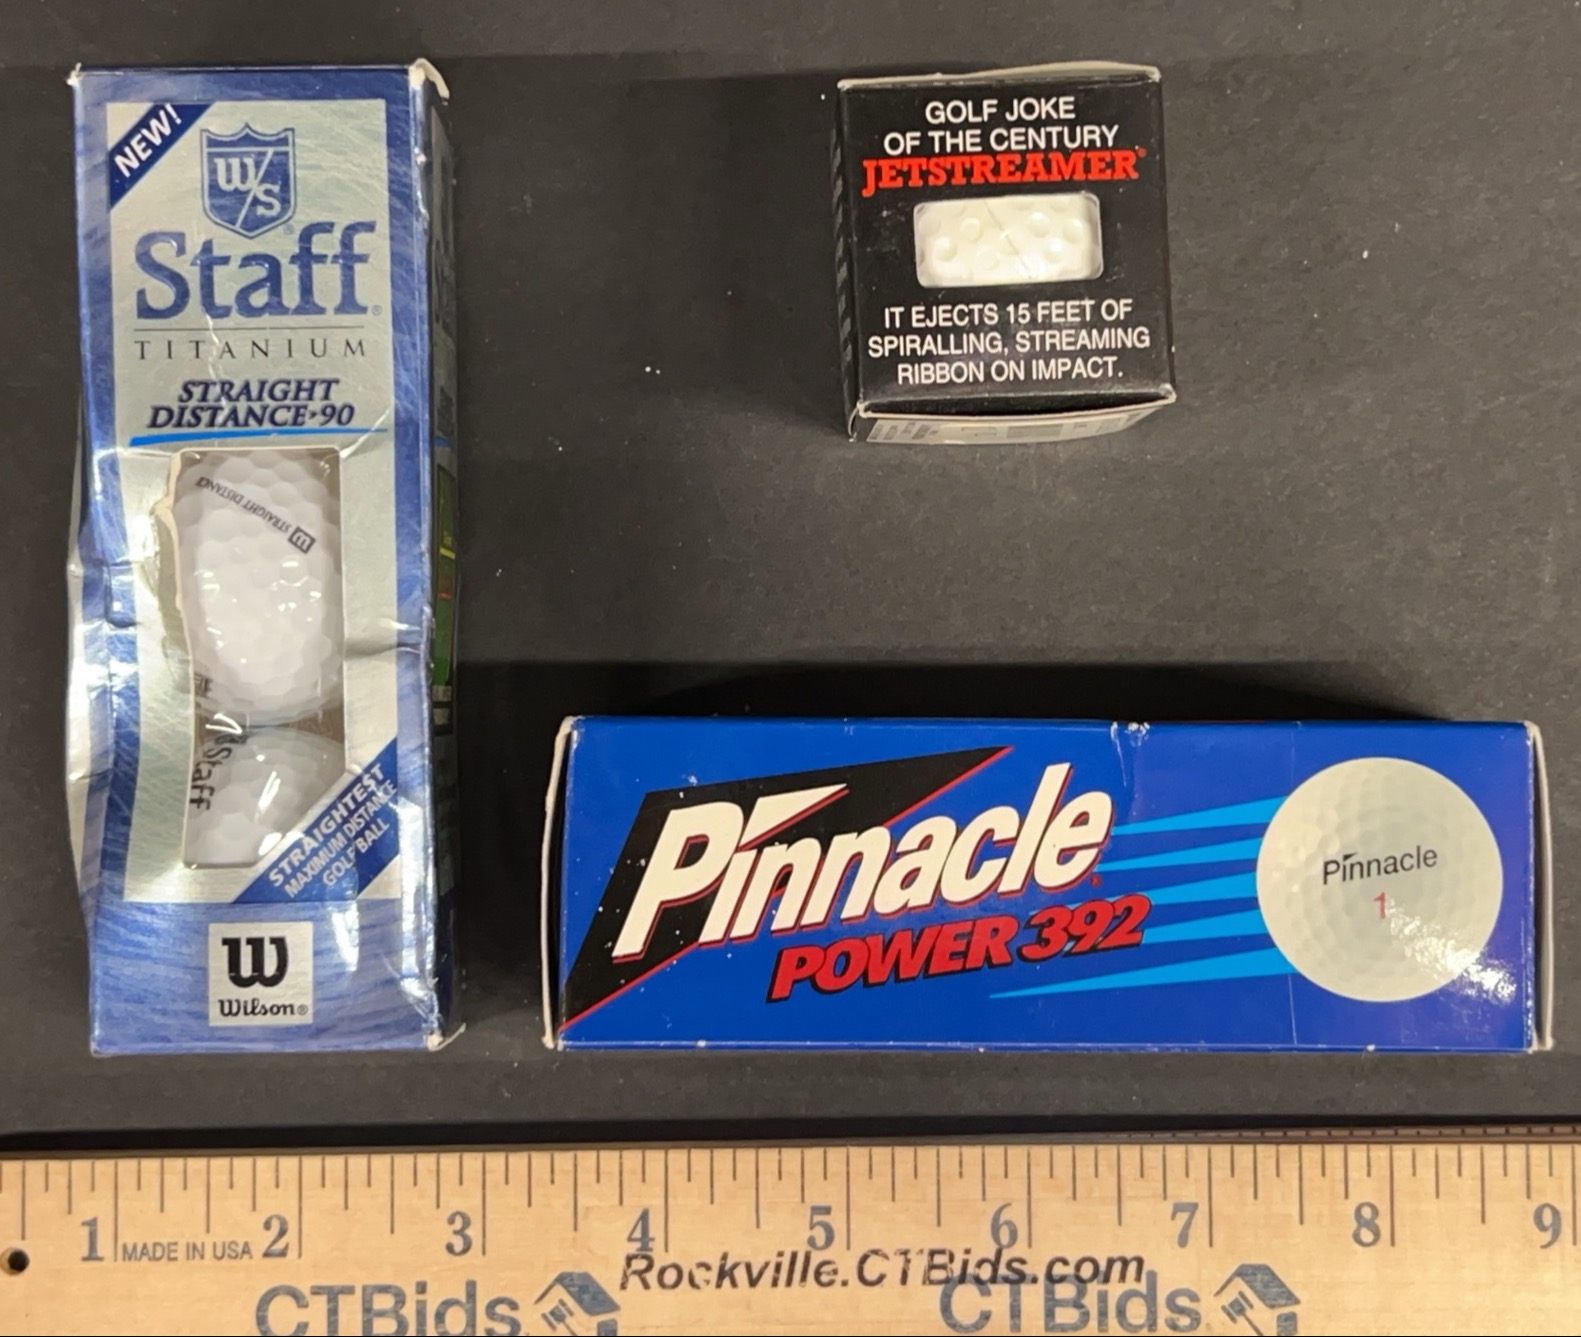 NEW!
W/S
Staff
TITANIUM
STRAIGHT
DISTANCE•90
STRAIGHT DISTANCE
Staff
STRAIGHTEST
MAXIMUM DISTANCE
GOLF BALL
W
Wilson®
GOLF JOKE
OF THE CENTURY
JETSTREAMER®
IT EJECTS 15 FEET OF
SPIRALLING, STREAMING
RIBBON ON IMPACT.
Pinnacle®
POWER 392
Pinnacle
1
1 MADE IN USA 2 3 4 5 6 7 8 9
Rockville.CTBids.com
CTBids CTBids